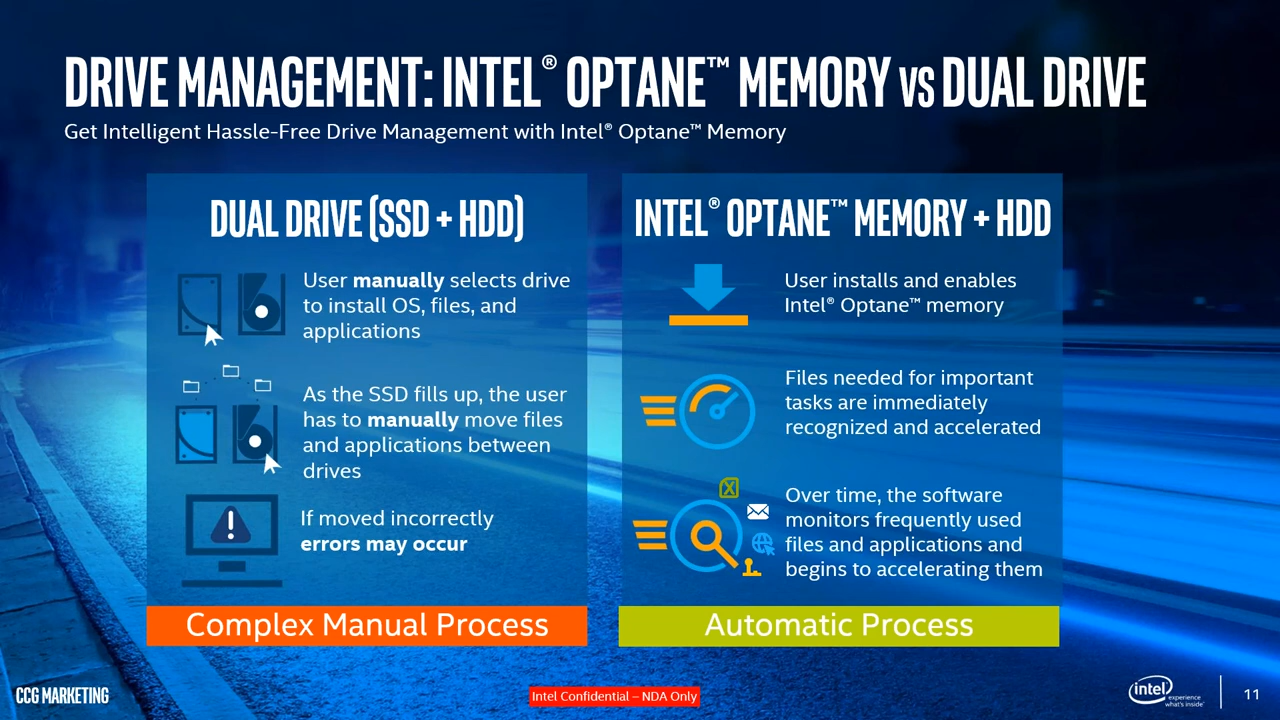 DRIVE MANAGEMENT: INTEL® OPTANE™ MEMORY VS DUAL DRIVE
Get Intelligent Hassle-Free Drive Management with Intel® Optane™ Memory
DUAL DRIVE (SSD + HDD)
User manually selects drive
to install OS, files, and
applications
As the SSD fills up, the user
has to manually move files
and applications between
drives
If moved incorrectly
errors may occur
Complex Manual Process
INTEL® OPTANE™ MEMORY + HDD
User installs and enables
Intel® Optane™ memory
Files needed for important
tasks are immediately
recognized and accelerated
Over time, the software
monitors frequently used
files and applications and
begins to accelerating them
Automatic Process
CCG MARKETING
Intel Confidential – NDA Only
intel experience
what's inside™
11